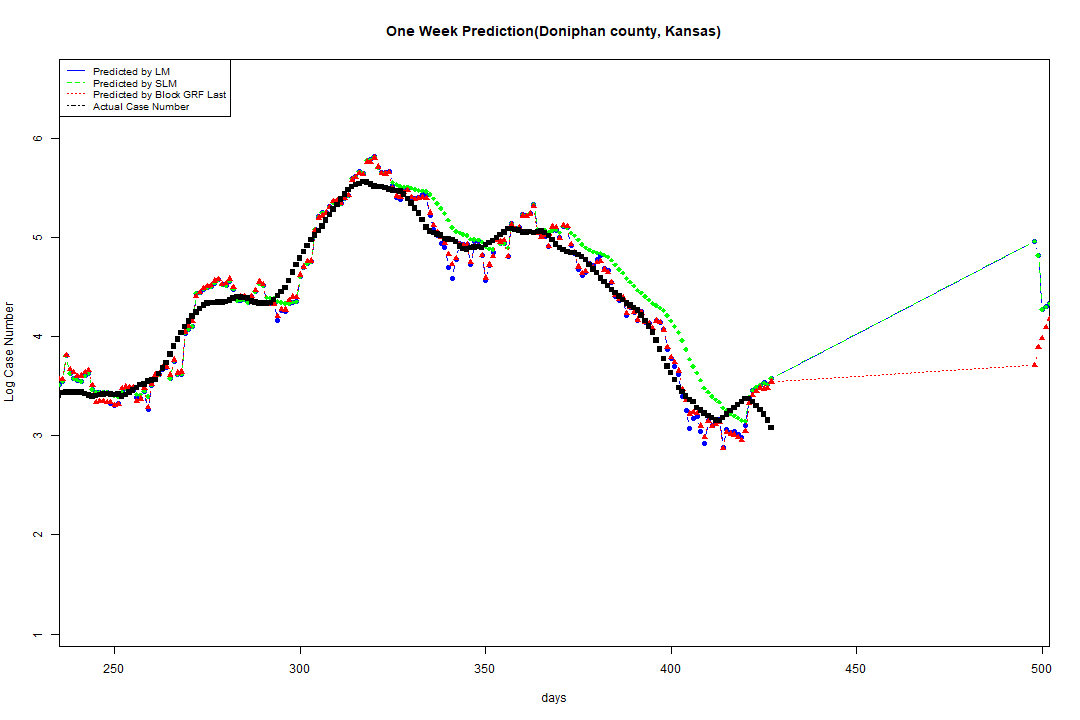 One Week Prediction(Doniphan county, Kansas)
Predicted by LM
Predicted by SLM
Predicted by Block GRF Last
Actual Case Number
Log Case Number
6
5
4
3
2
1
250 300 350 400 450 500
days